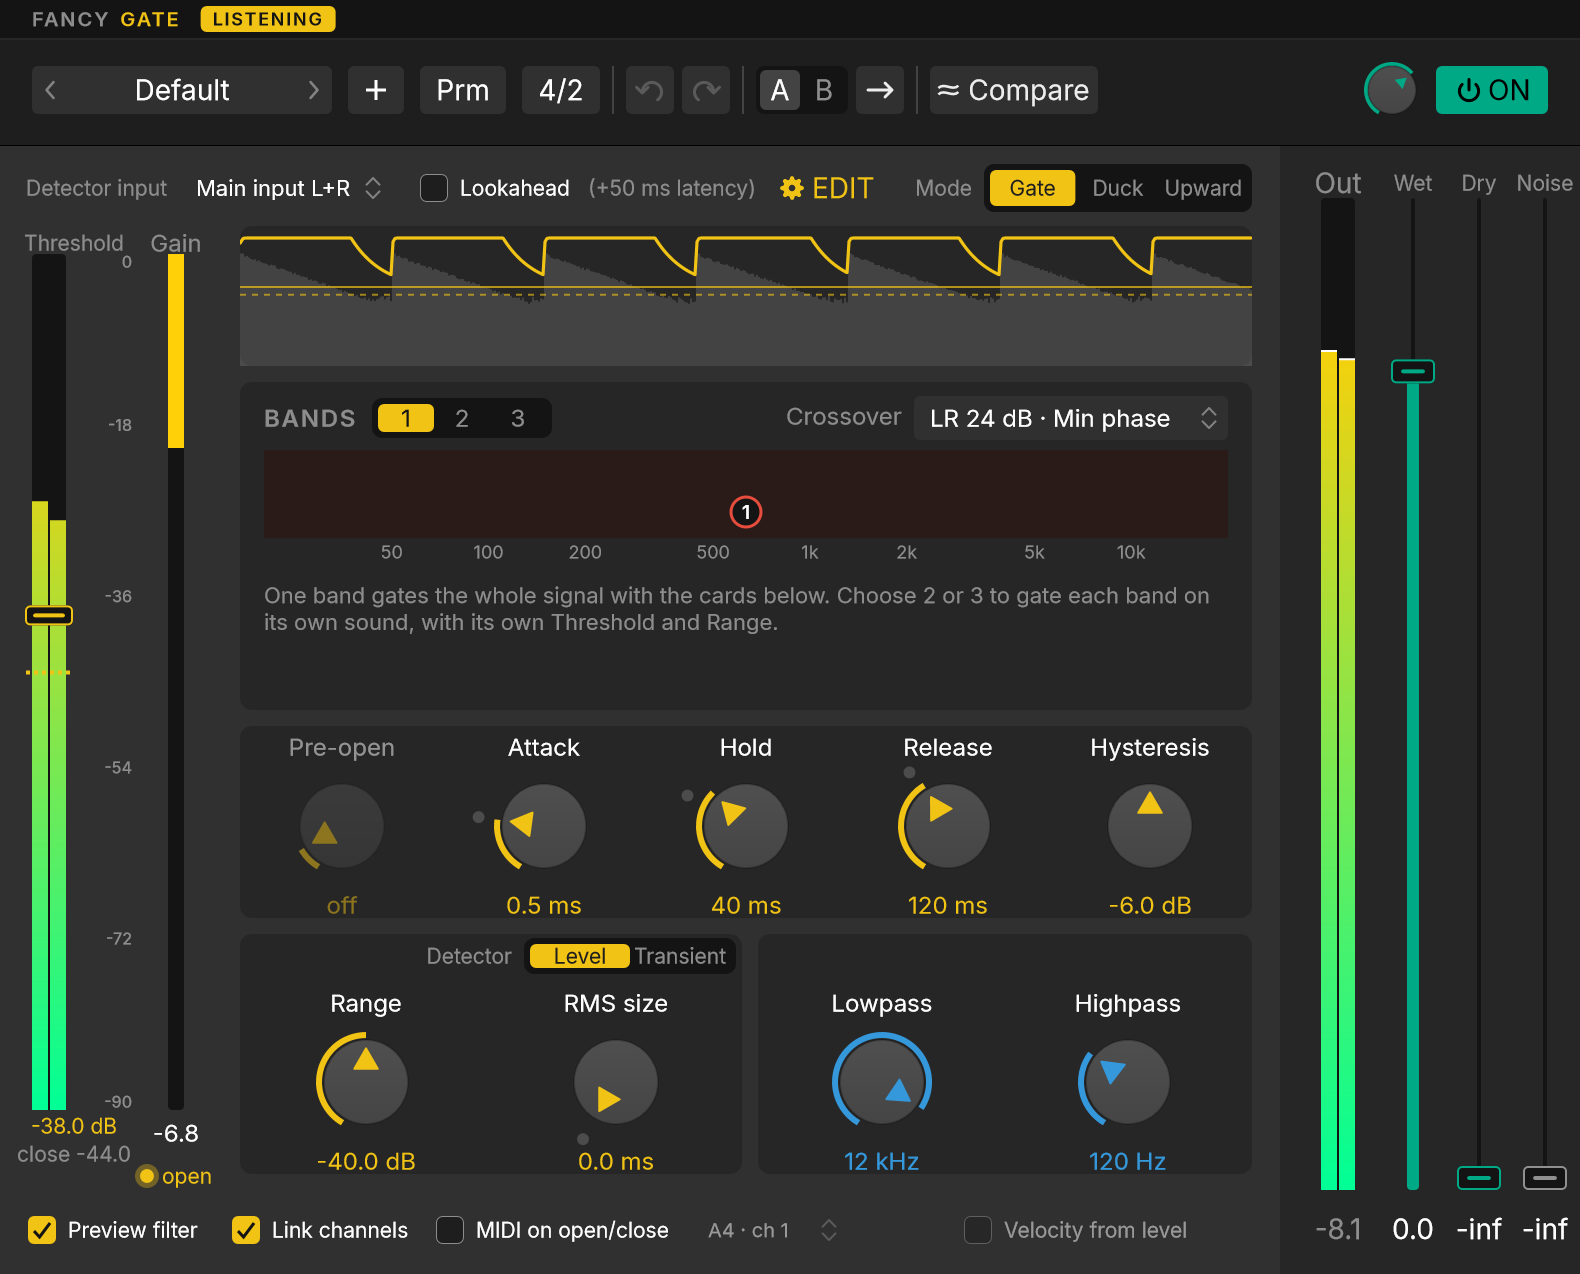 FANCY GATE LISTENING
Default + Prm 4/2 A B → ≈ Compare ON
Detector input Main input L+R Lookahead (+50 ms latency) EDIT Mode Gate Duck Upward
Out Wet Dry Noise
Threshold Gain
0
-18
-36
-54
-72
-90
-38.0 dB
close -44.0
-6.8
open
BANDS 1 2 3 Crossover LR 24 dB · Min phase
1
50 100 200 500 1k 2k 5k 10k
One band gates the whole signal with the cards below. Choose 2 or 3 to gate each band on
its own sound, with its own Threshold and Range.
Pre-open Attack Hold Release Hysteresis
off 0.5 ms 40 ms 120 ms -6.0 dB
Detector Level Transient
Range RMS size Lowpass Highpass
-40.0 dB 0.0 ms 12 kHz 120 Hz
Preview filter Link channels MIDI on open/close A4 · ch 1 Velocity from level
-8.1 0.0 -inf -inf